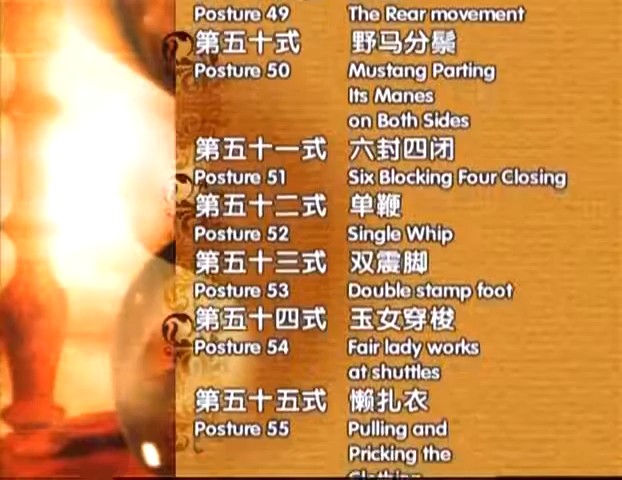 Posture 49 The Rear movement
第五十式 野马分鬃
Posture 50 Mustang Parting
Its Manes
on Both Sides
第五十一式 六封四闭
Posture 51 Six Blocking Four Closing
第五十二式 单鞭
Posture 52 Single Whip
第五十三式 双震脚
Posture 53 Double stamp foot
第五十四式 玉女穿梭
Posture 54 Fair lady works
at shuttles
第五十五式 懒扎衣
Posture 55 Pulling and
Pricking the